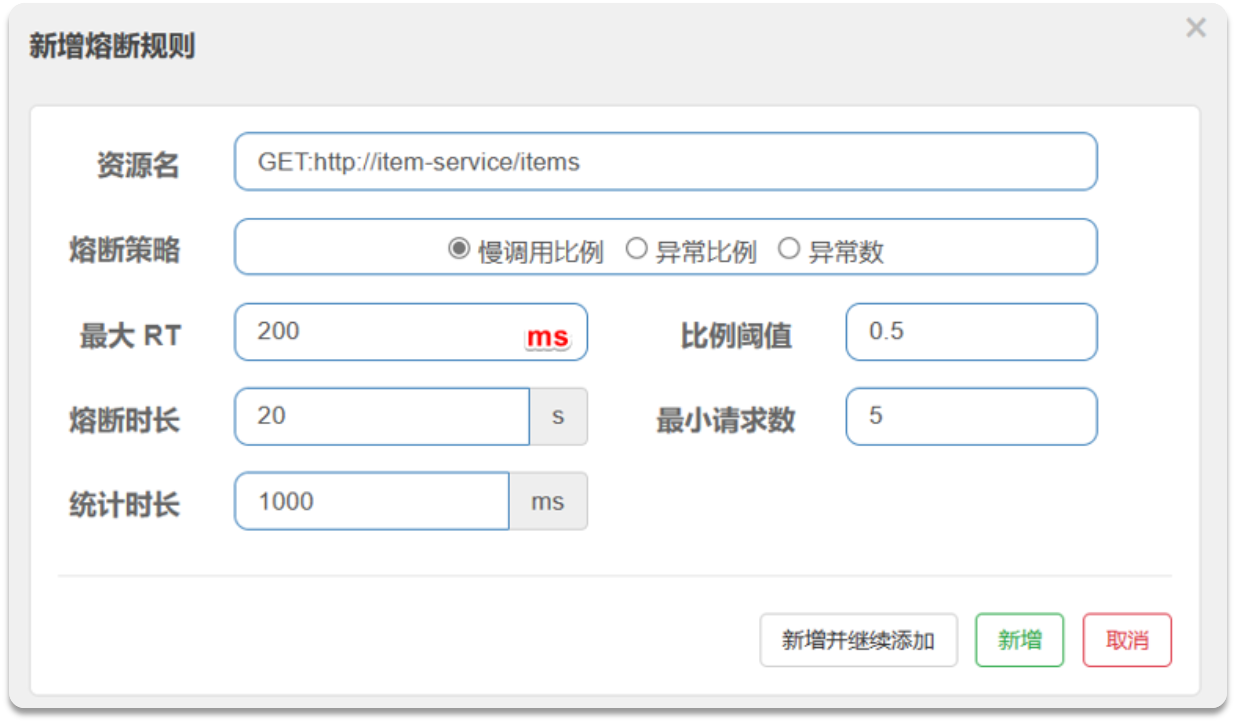 新增熔断规则
资源名 GET:http://item-service/items
熔断策略 慢调用比例 异常比例 异常数
最大 RT 200 ms 比例阈值 0.5
熔断时长 20 s 最小请求数 5
统计时长 1000 ms
新增并继续添加 新增 取消